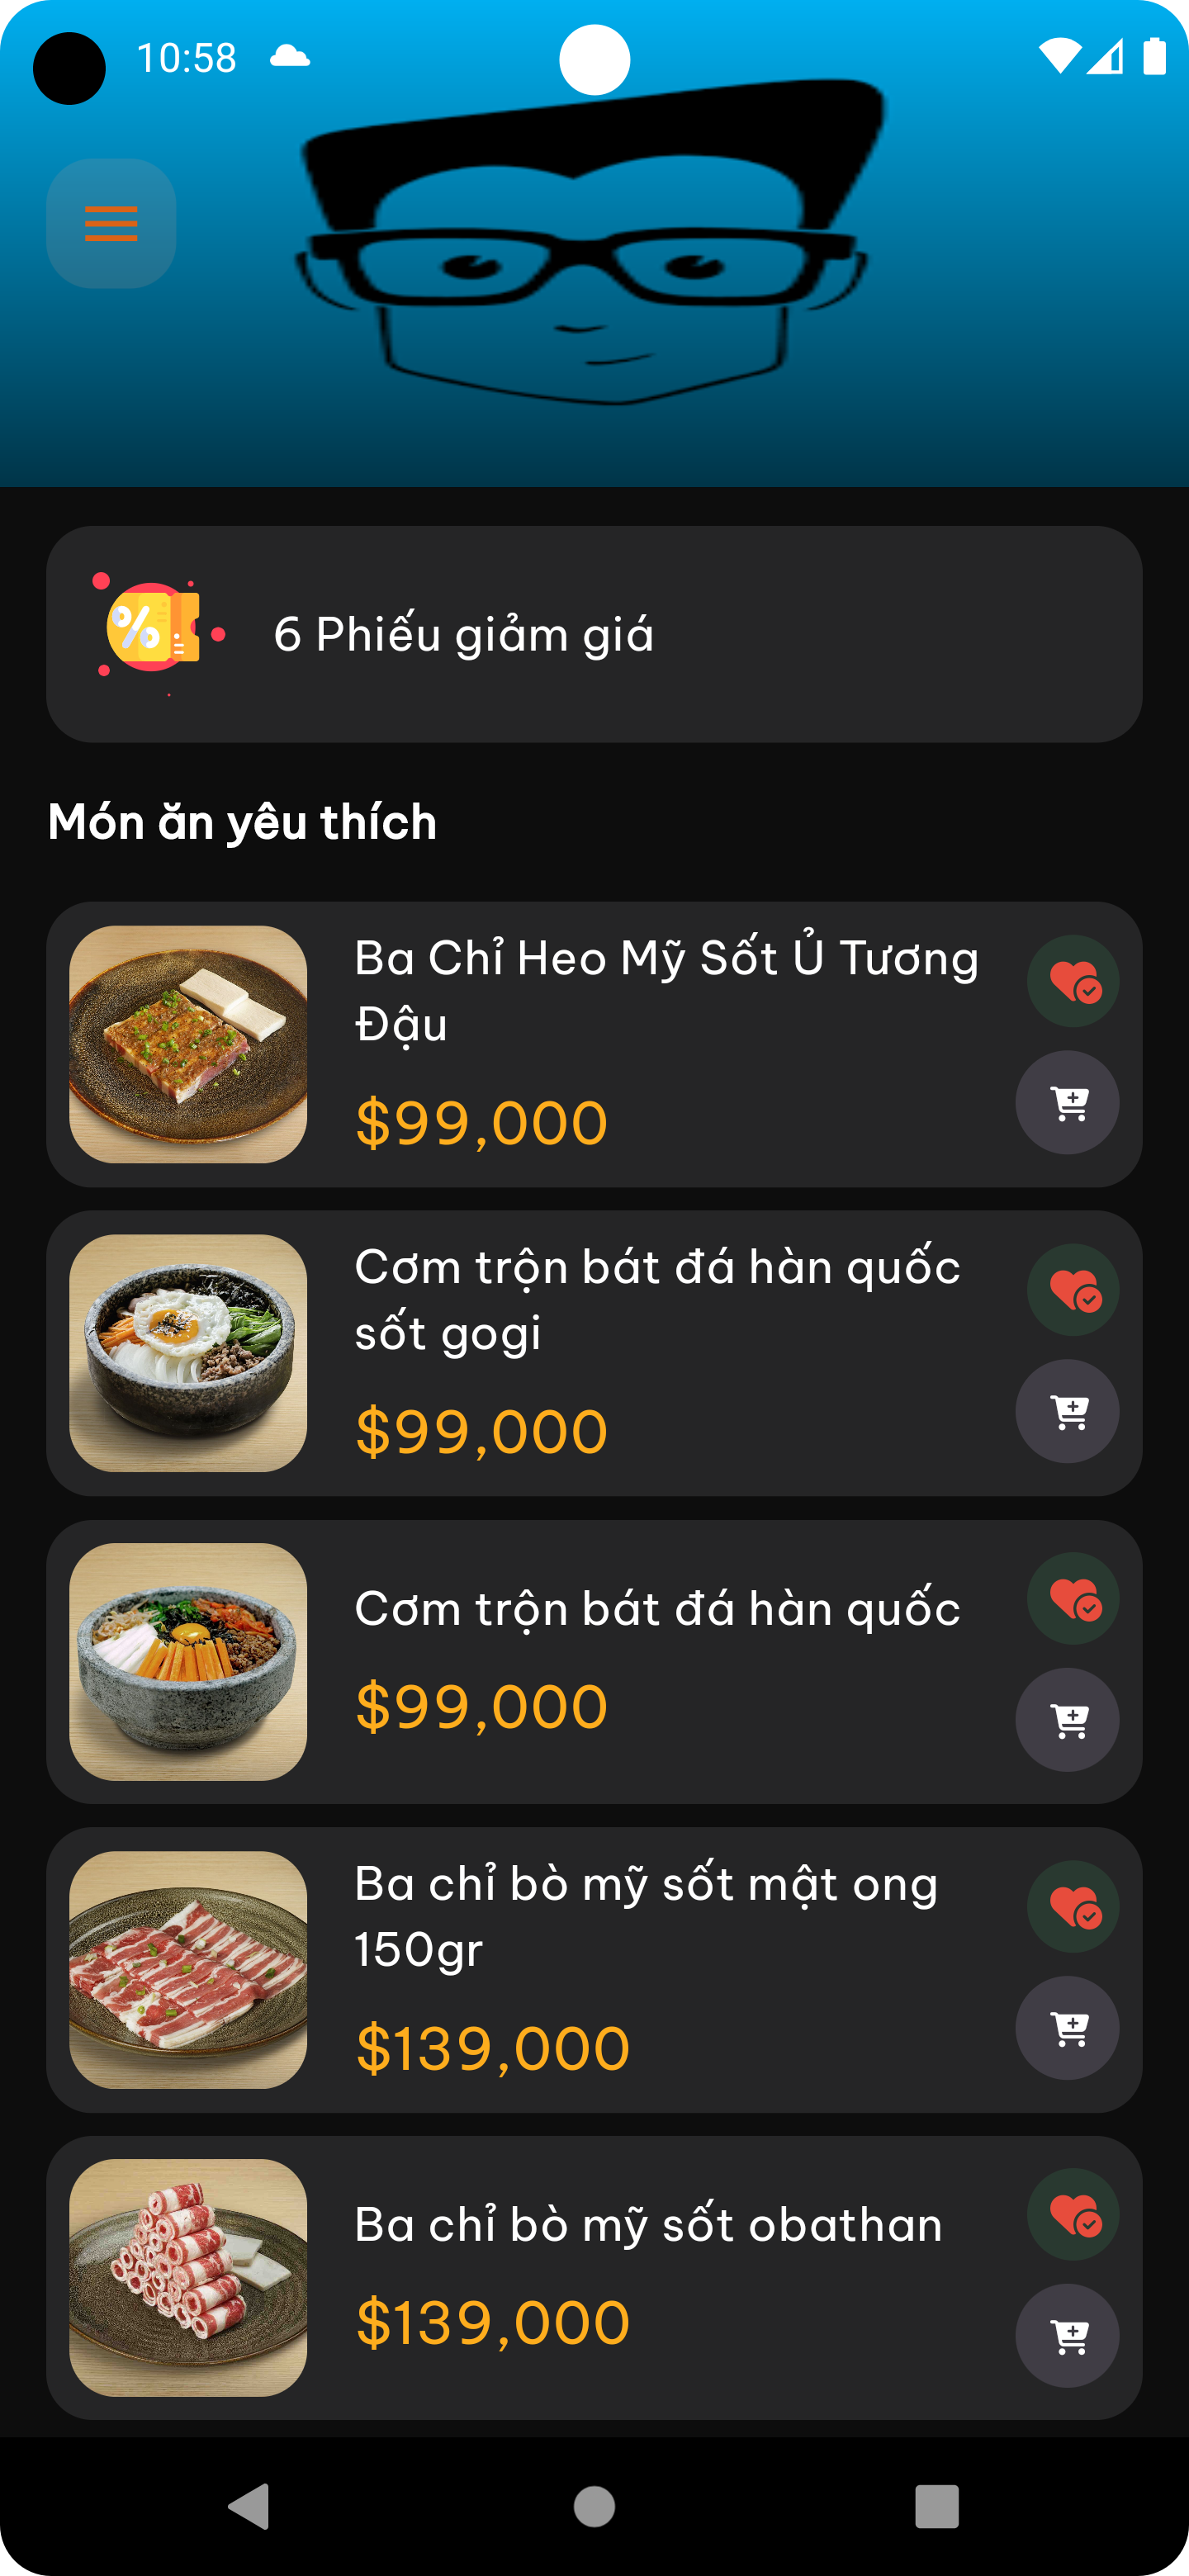 10:58
6 Phiếu giảm giá
Món ăn yêu thích
Ba Chỉ Heo Mỹ Sốt Ủ Tương
Đậu
$99,000
Cơm trộn bát đá hàn quốc
sốt gogi
$99,000
Cơm trộn bát đá hàn quốc
$99,000
Ba chỉ bò mỹ sốt mật ong
150gr
$139,000
Ba chỉ bò mỹ sốt obathan
$139,000